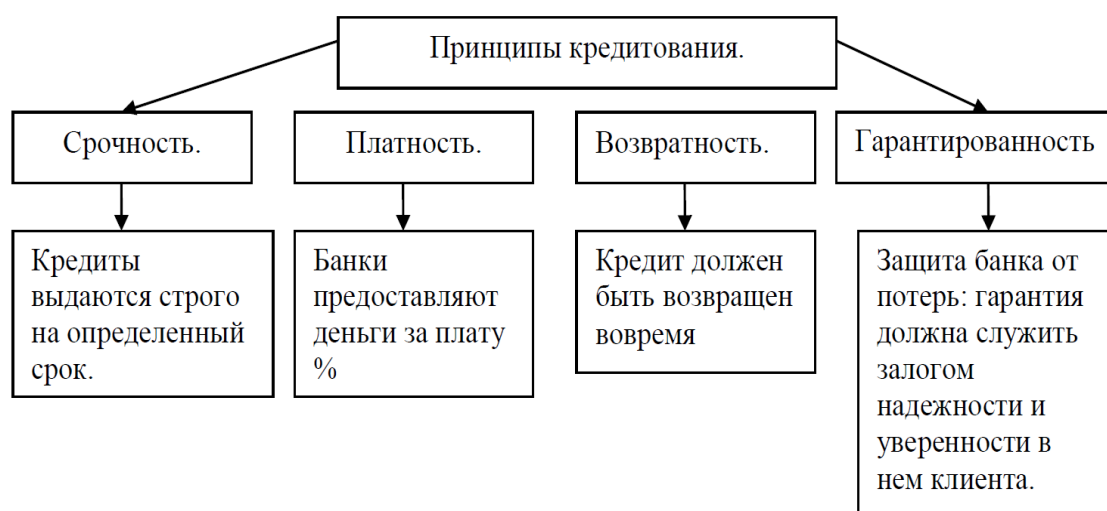 Принципы кредитования.
Срочность.
Платность.
Возвратность.
Гарантированность
Кредиты
выдаются строго
на определенный
срок.
Банки
предоставляют
деньги за плату
%
Кредит должен
быть возвращен
вовремя
Защита банка от
потерь: гарантия
должна служить
залогом
надежности и
уверенности в
нем клиента.